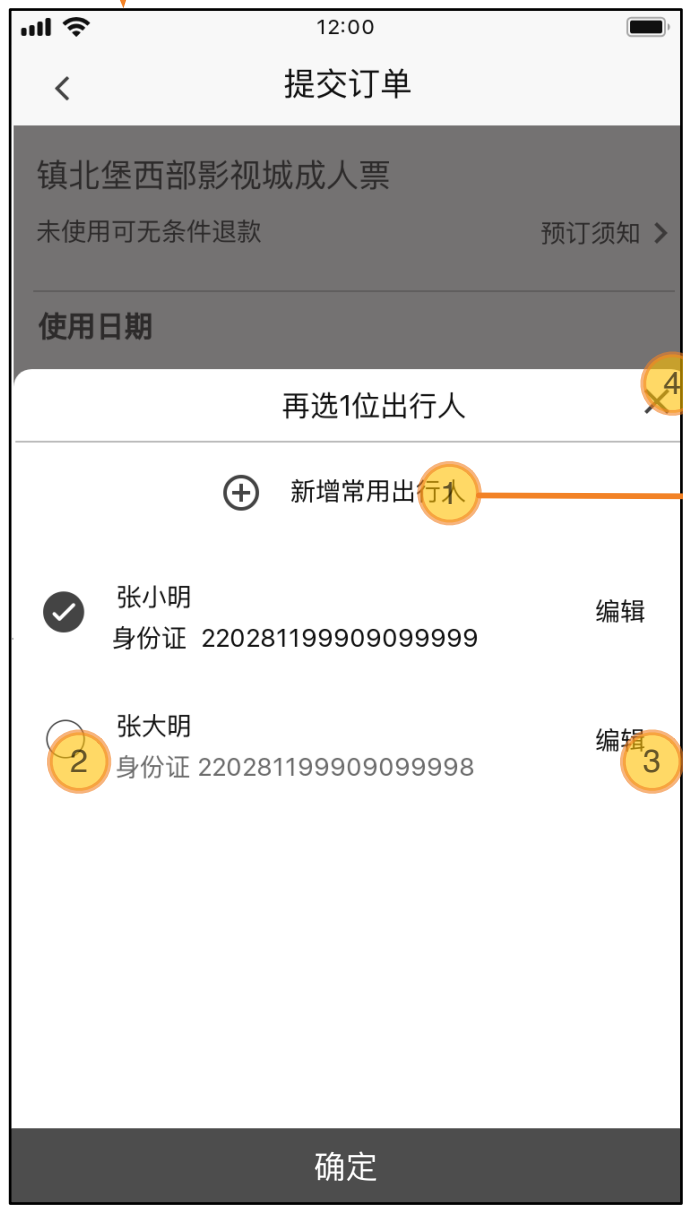 12:00
提交订单
镇北堡西部影视城成人票
未使用可无条件退款 预订须知
使用日期
4
再选1位出行人
新增常用出行人
1
张小明
编辑
身份证 220281199909099999
张大明
编辑
2
身份证 220281199909099998
3
确定